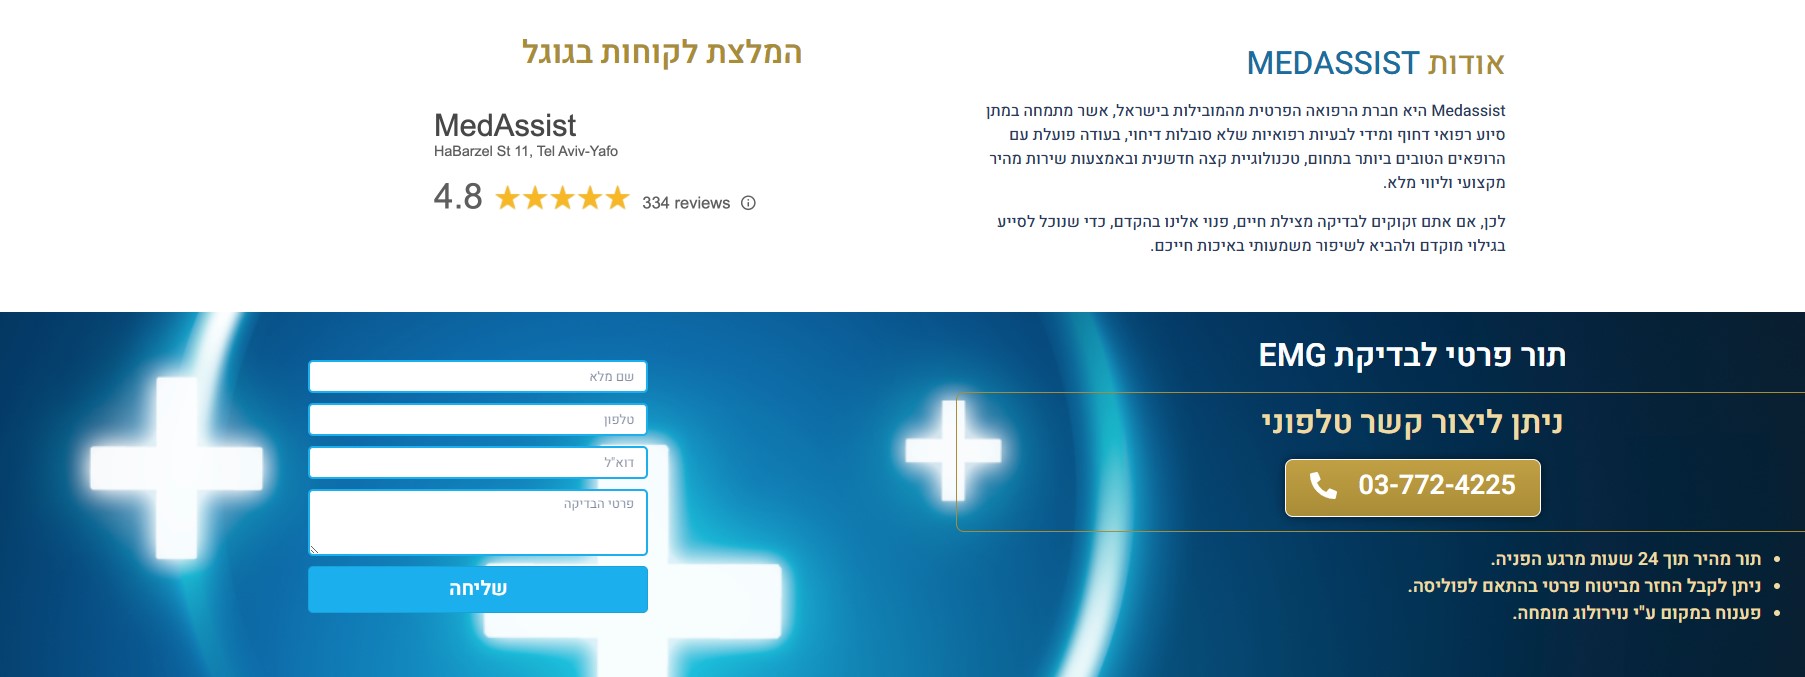 אודות MEDASSIST
Medassist היא חברת הרפואה הפרטית מהמובילות בישראל, אשר מתמחה במתן
סיוע רפואי דחוף ומידי לבעיות רפואיות שלא סובלות דיחוי, בעודה פועלת עם
הרופאים הטובים ביותר בתחום, טכנולוגיית קצה חדשנית ובאמצעות שירות מהיר
מקצועי וליווי מלא.
לכן, אם אתם זקוקים לבדיקה מצילת חיים, פנוי אלינו בהקדם, כדי שנוכל לסייע
בגילוי מוקדם ולהביא לשיפור משמעותי באיכות חייכם.
המלצת לקוחות בגוגל
MedAssist
HaBarzel St 11, Tel Aviv-Yafo
4.8 334 reviews
תור פרטי לבדיקת EMG
ניתן ליצור קשר טלפוני
03-772-4225
תור מהיר תוך 24 שעות מרגע הפניה.
ניתן לקבל החזר מביטוח פרטי בהתאם לפוליסה.
פענוח במקום ע"י נוירולוג מומחה.
שם מלא
טלפון
דוא"ל
פרטי הבדיקה
שליחה